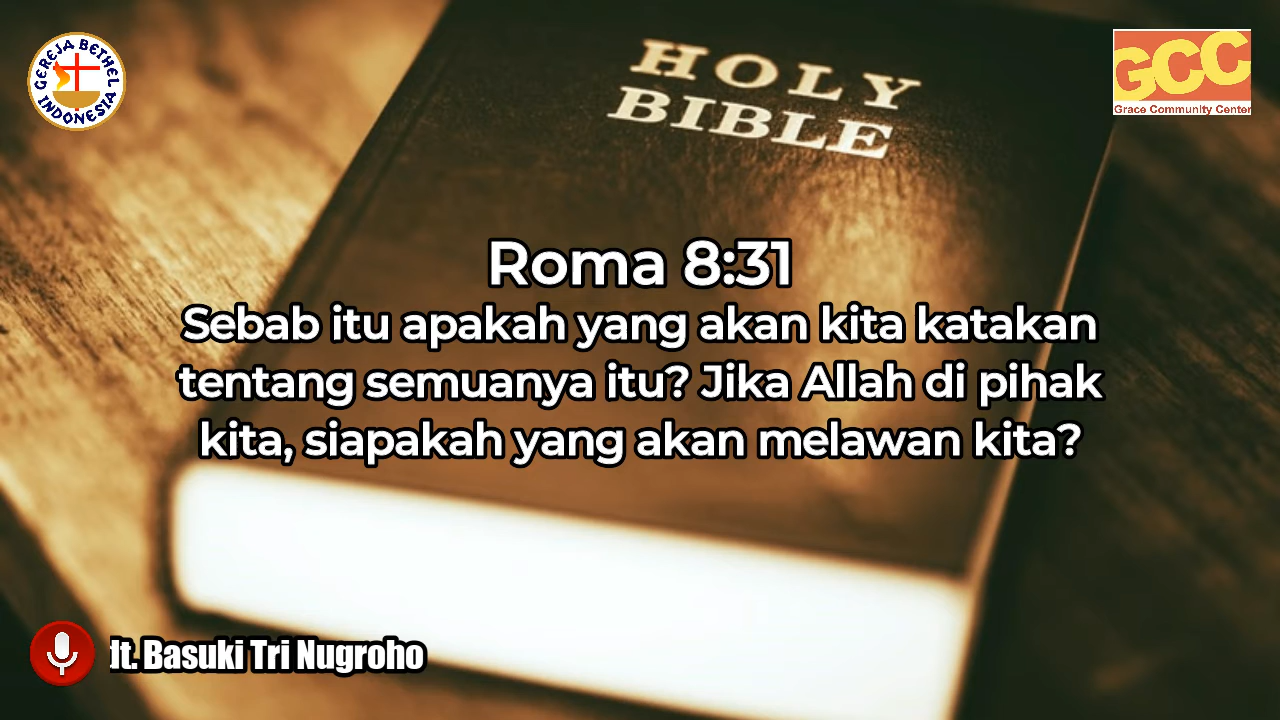 GEREJA BETHEL
INDONESIA
GCC
Grace Community Center
HOLY
BIBLE
Roma 8:31
Sebab itu apakah yang akan kita katakan
tentang semuanya itu? Jika Allah di pihak
kita, siapakah yang akan melawan kita?
Basuki Tri Nugroho